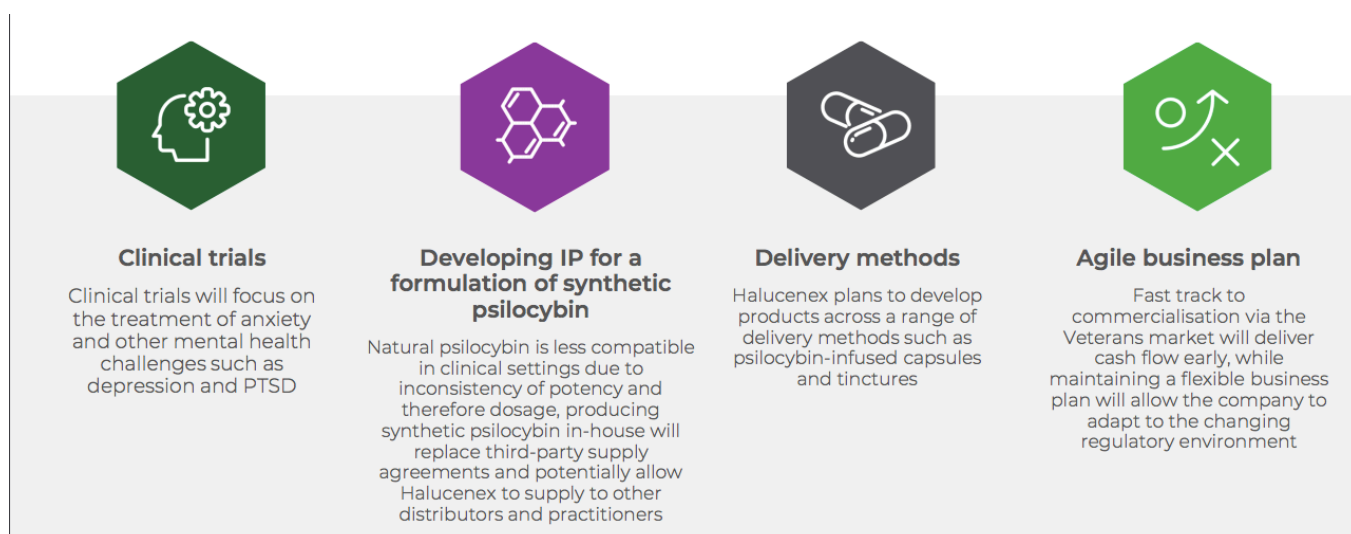 Clinical trials
Clinical trials will focus on
the treatment of anxiety
and other mental health
challenges such as
depression and PTSD
Developing IP for a
formulation of synthetic
psilocybin
Natural psilocybin is less compatible
in clinical settings due to
inconsistency of potency and
therefore dosage, producing
synthetic psilocybin in-house will
replace third-party supply
agreements and potentially allow
Halucenex to supply to other
distributors and practitioners
Delivery methods
Halucenex plans to develop
products across a range of
delivery methods such as
psilocybin-infused capsules
and tinctures
Agile business plan
Fast track to
commercialisation via the
Veterans market will deliver
cash flow early, while
maintaining a flexible business
plan will allow the company to
adapt to the changing
regulatory environment